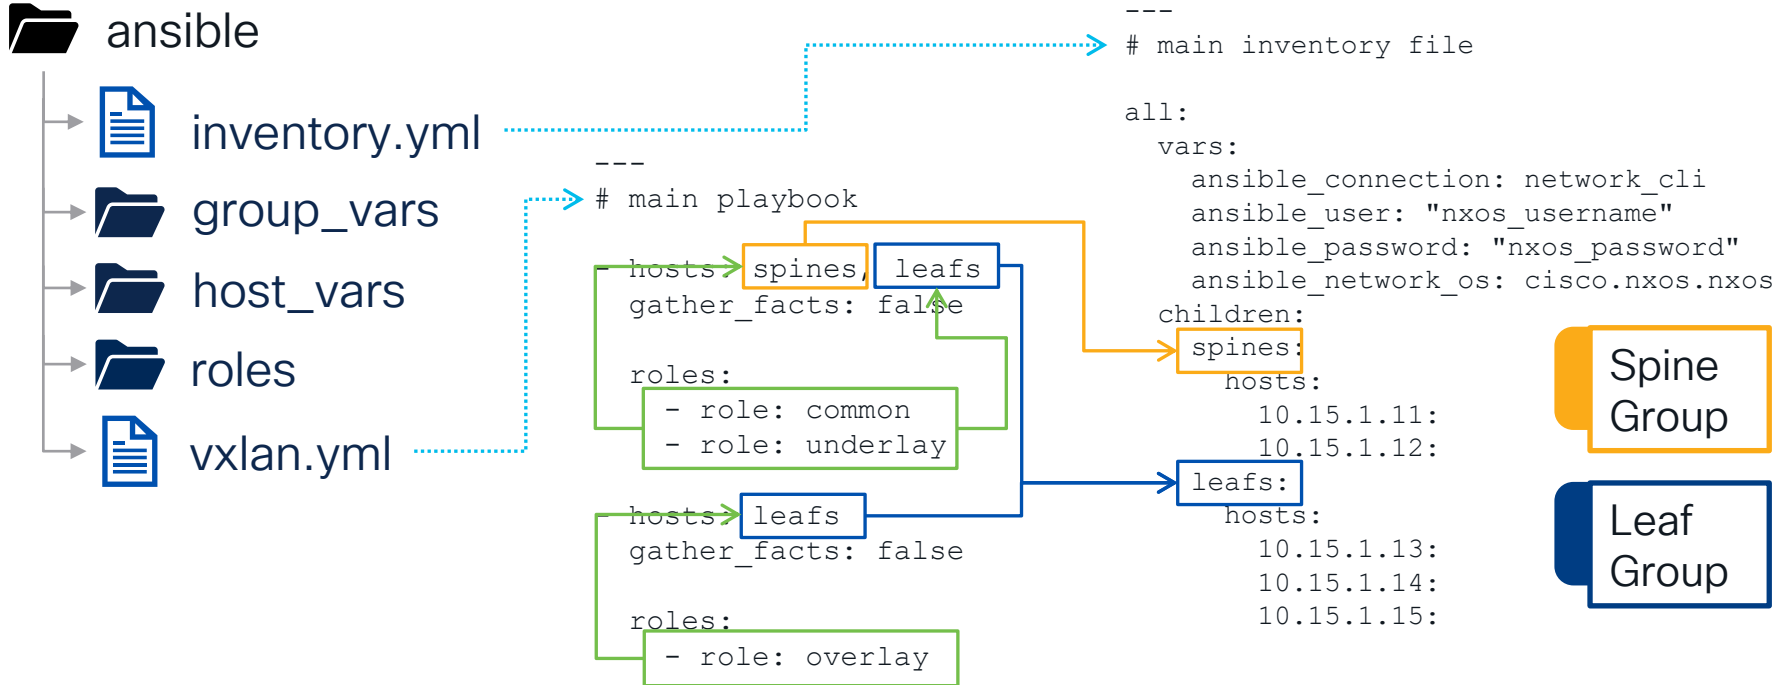 ansible
inventory.yml
group_vars
host_vars
roles
vxlan.yml
---
# main playbook
- hosts: spines, leafs
gather_facts: false
roles:
- role: common
- role: underlay
- hosts: leafs
gather_facts: false
roles:
- role: overlay
---
# main inventory file
all:
vars:
ansible_connection: network_cli
ansible_user: "nxos_username"
ansible_password: "nxos_password"
ansible_network_os: cisco.nxos.nxos
children:
spines:
hosts:
10.15.1.11:
10.15.1.12:
leafs:
hosts:
10.15.1.13:
10.15.1.14:
10.15.1.15:
Spine
Group
Leaf
Group